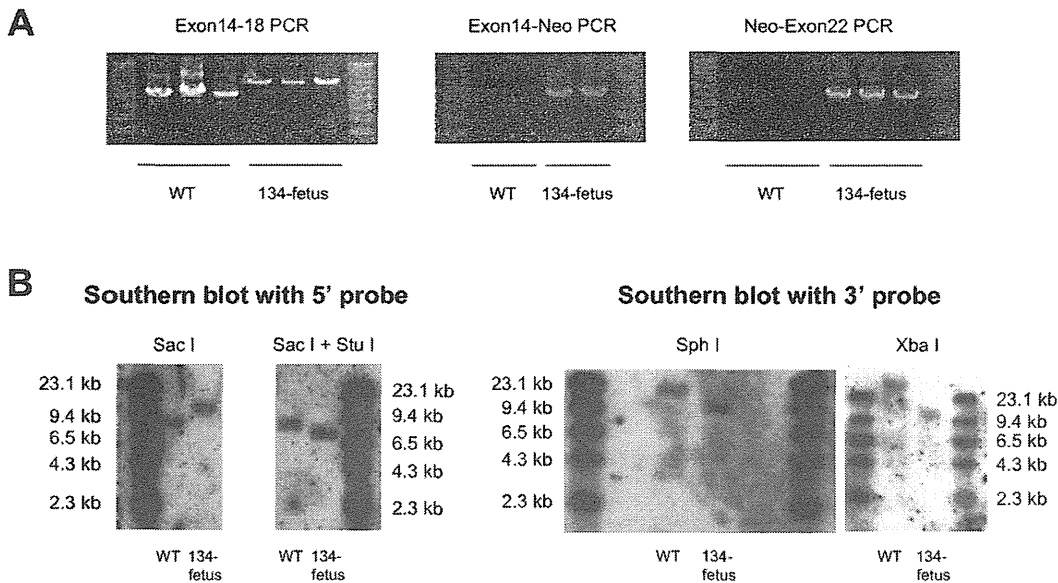 A
Exon14-18 PCR
Exon14-Neo PCR
Neo-Exon22 PCR
WT
134-fetus
WT
134-fetus
WT
134-fetus
B
Southern blot with 5' probe
Southern blot with 3' probe
Sac I
Sac I + Stu I
Sph I
Xba I
23.1 kb
9.4 kb
6.5 kb
4.3 kb
2.3 kb
23.1 kb
9.4 kb
6.5 kb
4.3 kb
2.3 kb
23.1 kb
9.4 kb
6.5 kb
4.3 kb
2.3 kb
23.1 kb
9.4 kb
6.5 kb
4.3 kb
2.3 kb
WT 134-
fetus
WT 134-
fetus
WT 134-
fetus
WT 134-
fetus